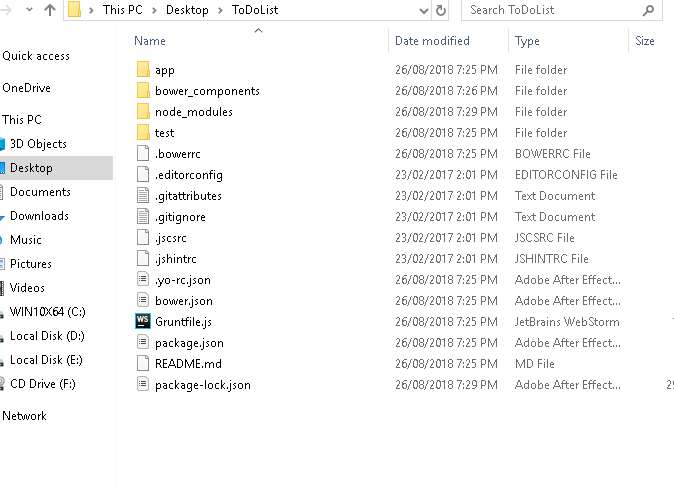 This PC > Desktop > ToDoList
Search ToDoList
Name Date modified Type Size
Quick access
OneDrive
This PC
3D Objects
Desktop
Documents
Downloads
Music
Pictures
Videos
WIN10X64 (C:)
Local Disk (D:)
Local Disk (E:)
CD Drive (F:)
Network
app 26/08/2018 7:25 PM File folder
bower_components 26/08/2018 7:26 PM File folder
node_modules 26/08/2018 7:29 PM File folder
test 26/08/2018 7:25 PM File folder
.bowerrc 26/08/2018 7:25 PM BOWERRC File
.editorconfig 23/02/2017 2:01 PM EDITORCONFIG File
.gitattributes 23/02/2017 2:01 PM Text Document
.gitignore 23/02/2017 2:01 PM Text Document
.jscsrc 23/02/2017 2:01 PM JSCSRC File
.jshintrc 23/02/2017 2:01 PM JSHINTRC File
.yo-rc.json 26/08/2018 7:25 PM Adobe After Effect...
bower.json 26/08/2018 7:25 PM Adobe After Effect...
WS Gruntfile.js 26/08/2018 7:25 PM JetBrains WebStorm
package.json 26/08/2018 7:25 PM Adobe After Effect...
README.md 26/08/2018 7:25 PM MD File
package-lock.json 26/08/2018 7:29 PM Adobe After Effect...